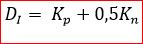 D_I = K_p + 0,5K_n